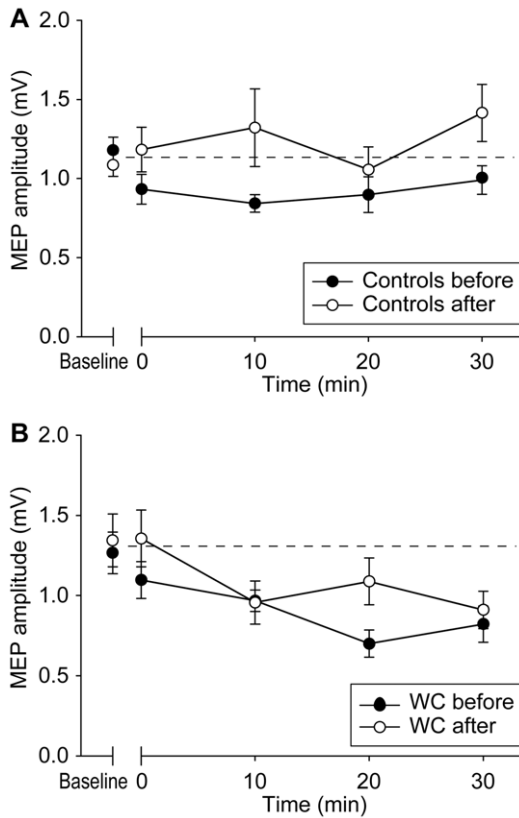 A
2.0
1.5
1.0
0.5
0.0
MEP amplitude (mV)
Controls before
Controls after
Baseline 0 10 20 30
Time (min)
B
2.0
1.5
1.0
0.5
0.0
MEP amplitude (mV)
WC before
WC after
Baseline 0 10 20 30
Time (min)